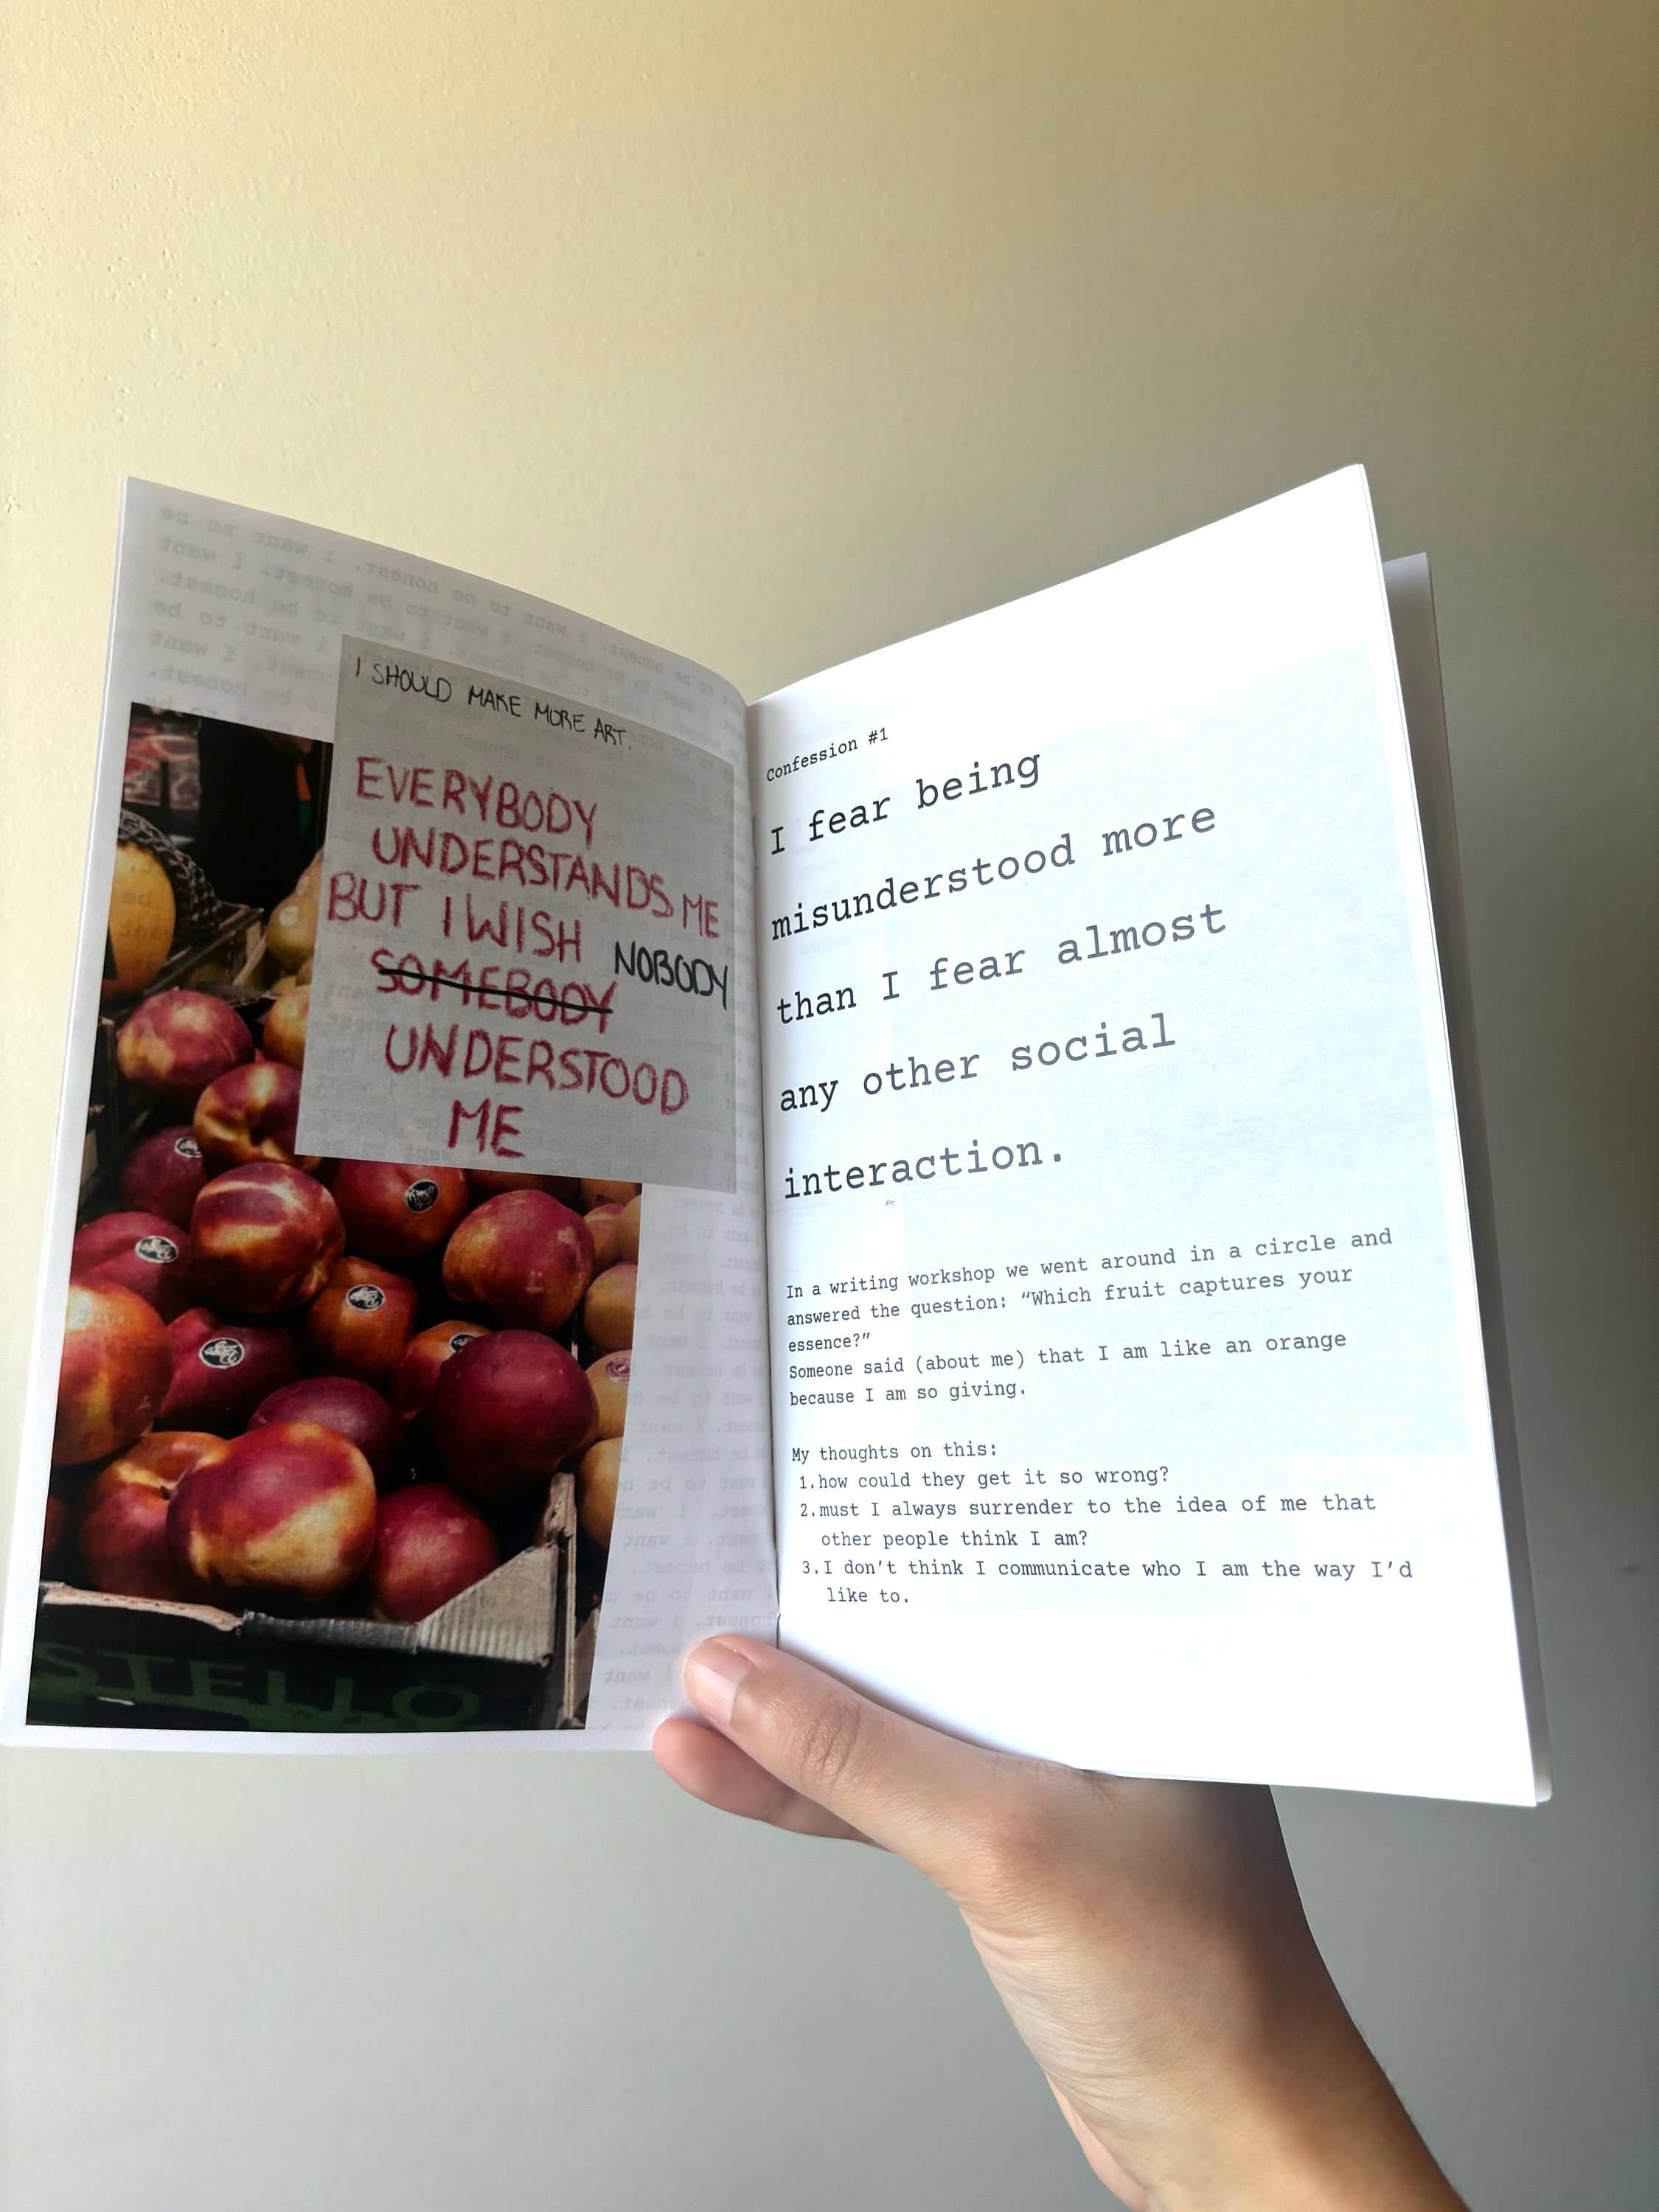 I SHOULD MAKE MORE ART.
EVERYBODY
UNDERSTANDS ME
BUT I WISH NOBODY
SOMEBODY
UNDERSTOOD
ME
STELLO
Confession #1
I fear being
misunderstood more
than I fear almost
any other social
interaction.
In a writing workshop we went around in a circle and
answered the question: “Which fruit captures your
essence?”
Someone said (about me) that I am like an orange
because I am so giving.
My thoughts on this:
1.how could they get it so wrong?
2.must I always surrender to the idea of me that
other people think I am?
3.I don’t think I communicate who I am the way I’d
like to.